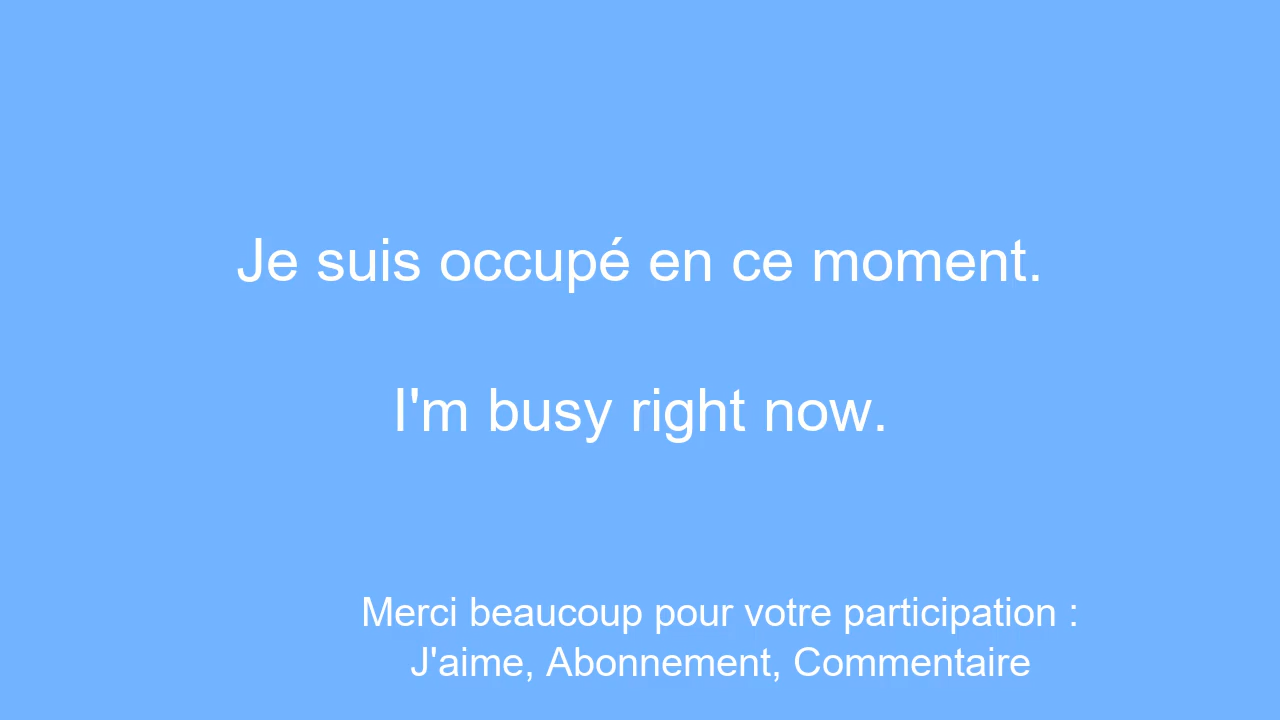 Je suis occupé en ce moment.
I'm busy right now.
Merci beaucoup pour votre participation :
J'aime, Abonnement, Commentaire